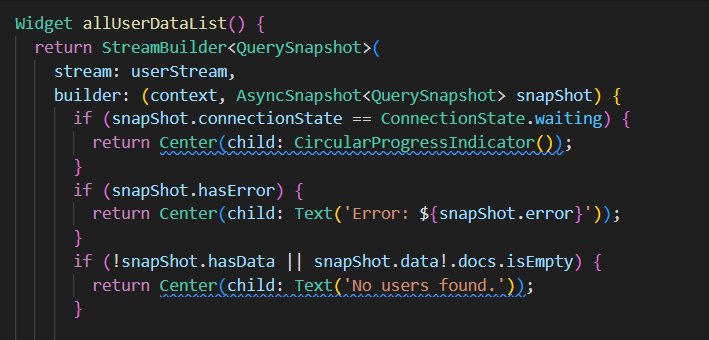 Widget allUserDataList() {
  return StreamBuilder<QuerySnapshot>(
    stream: userStream,
    builder: (context, AsyncSnapshot<QuerySnapshot> snapShot) {
      if (snapShot.connectionState == ConnectionState.waiting) {
        return Center(child: CircularProgressIndicator());
      }
      if (snapShot.hasError) {
        return Center(child: Text('Error: ${snapShot.error}'));
      }
      if (!snapShot.hasData || snapShot.data!.docs.isEmpty) {
        return Center(child: Text('No users found.'));
      }